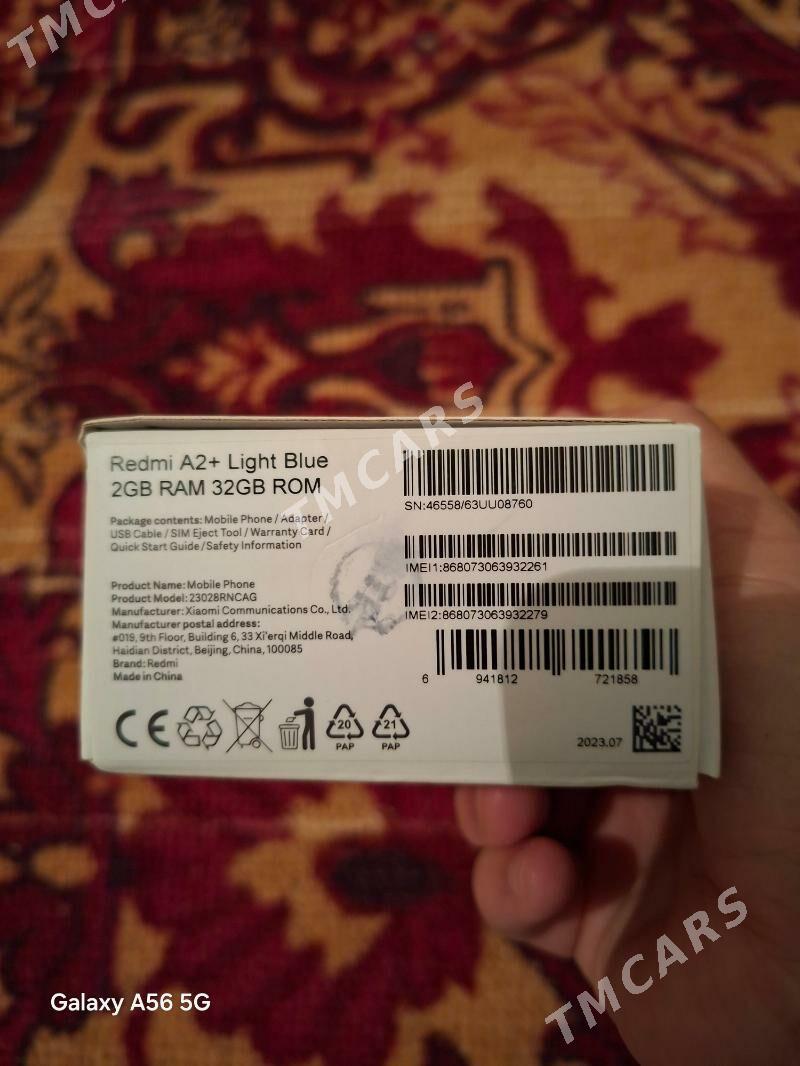 TMCARS
Redmi A2+ Light Blue
2GB RAM 32GB ROM
Package contents: Mobile Phone / Adapter /
USB Cable / SIM Eject Tool / Warranty Card /
Quick Start Guide / Safety Information
Product Name: Mobile Phone
Product Model: 23028RNCAG
Manufacturer: Xiaomi Communications Co., Ltd.
Manufacturer postal address:
#019, 9th Floor, Building 6, 33 Xi'erqi Middle Road,
Haidian District, Beijing, China, 100085
Brand: Redmi
Made in China
SN:46558/63UU08760
IMEI1:868073063932261
IMEI2:868073063932279
6 941812 721858
CE
20
PAP
21
PAP
2023.07
TMCARS
TMCARS
Galaxy A56 5G